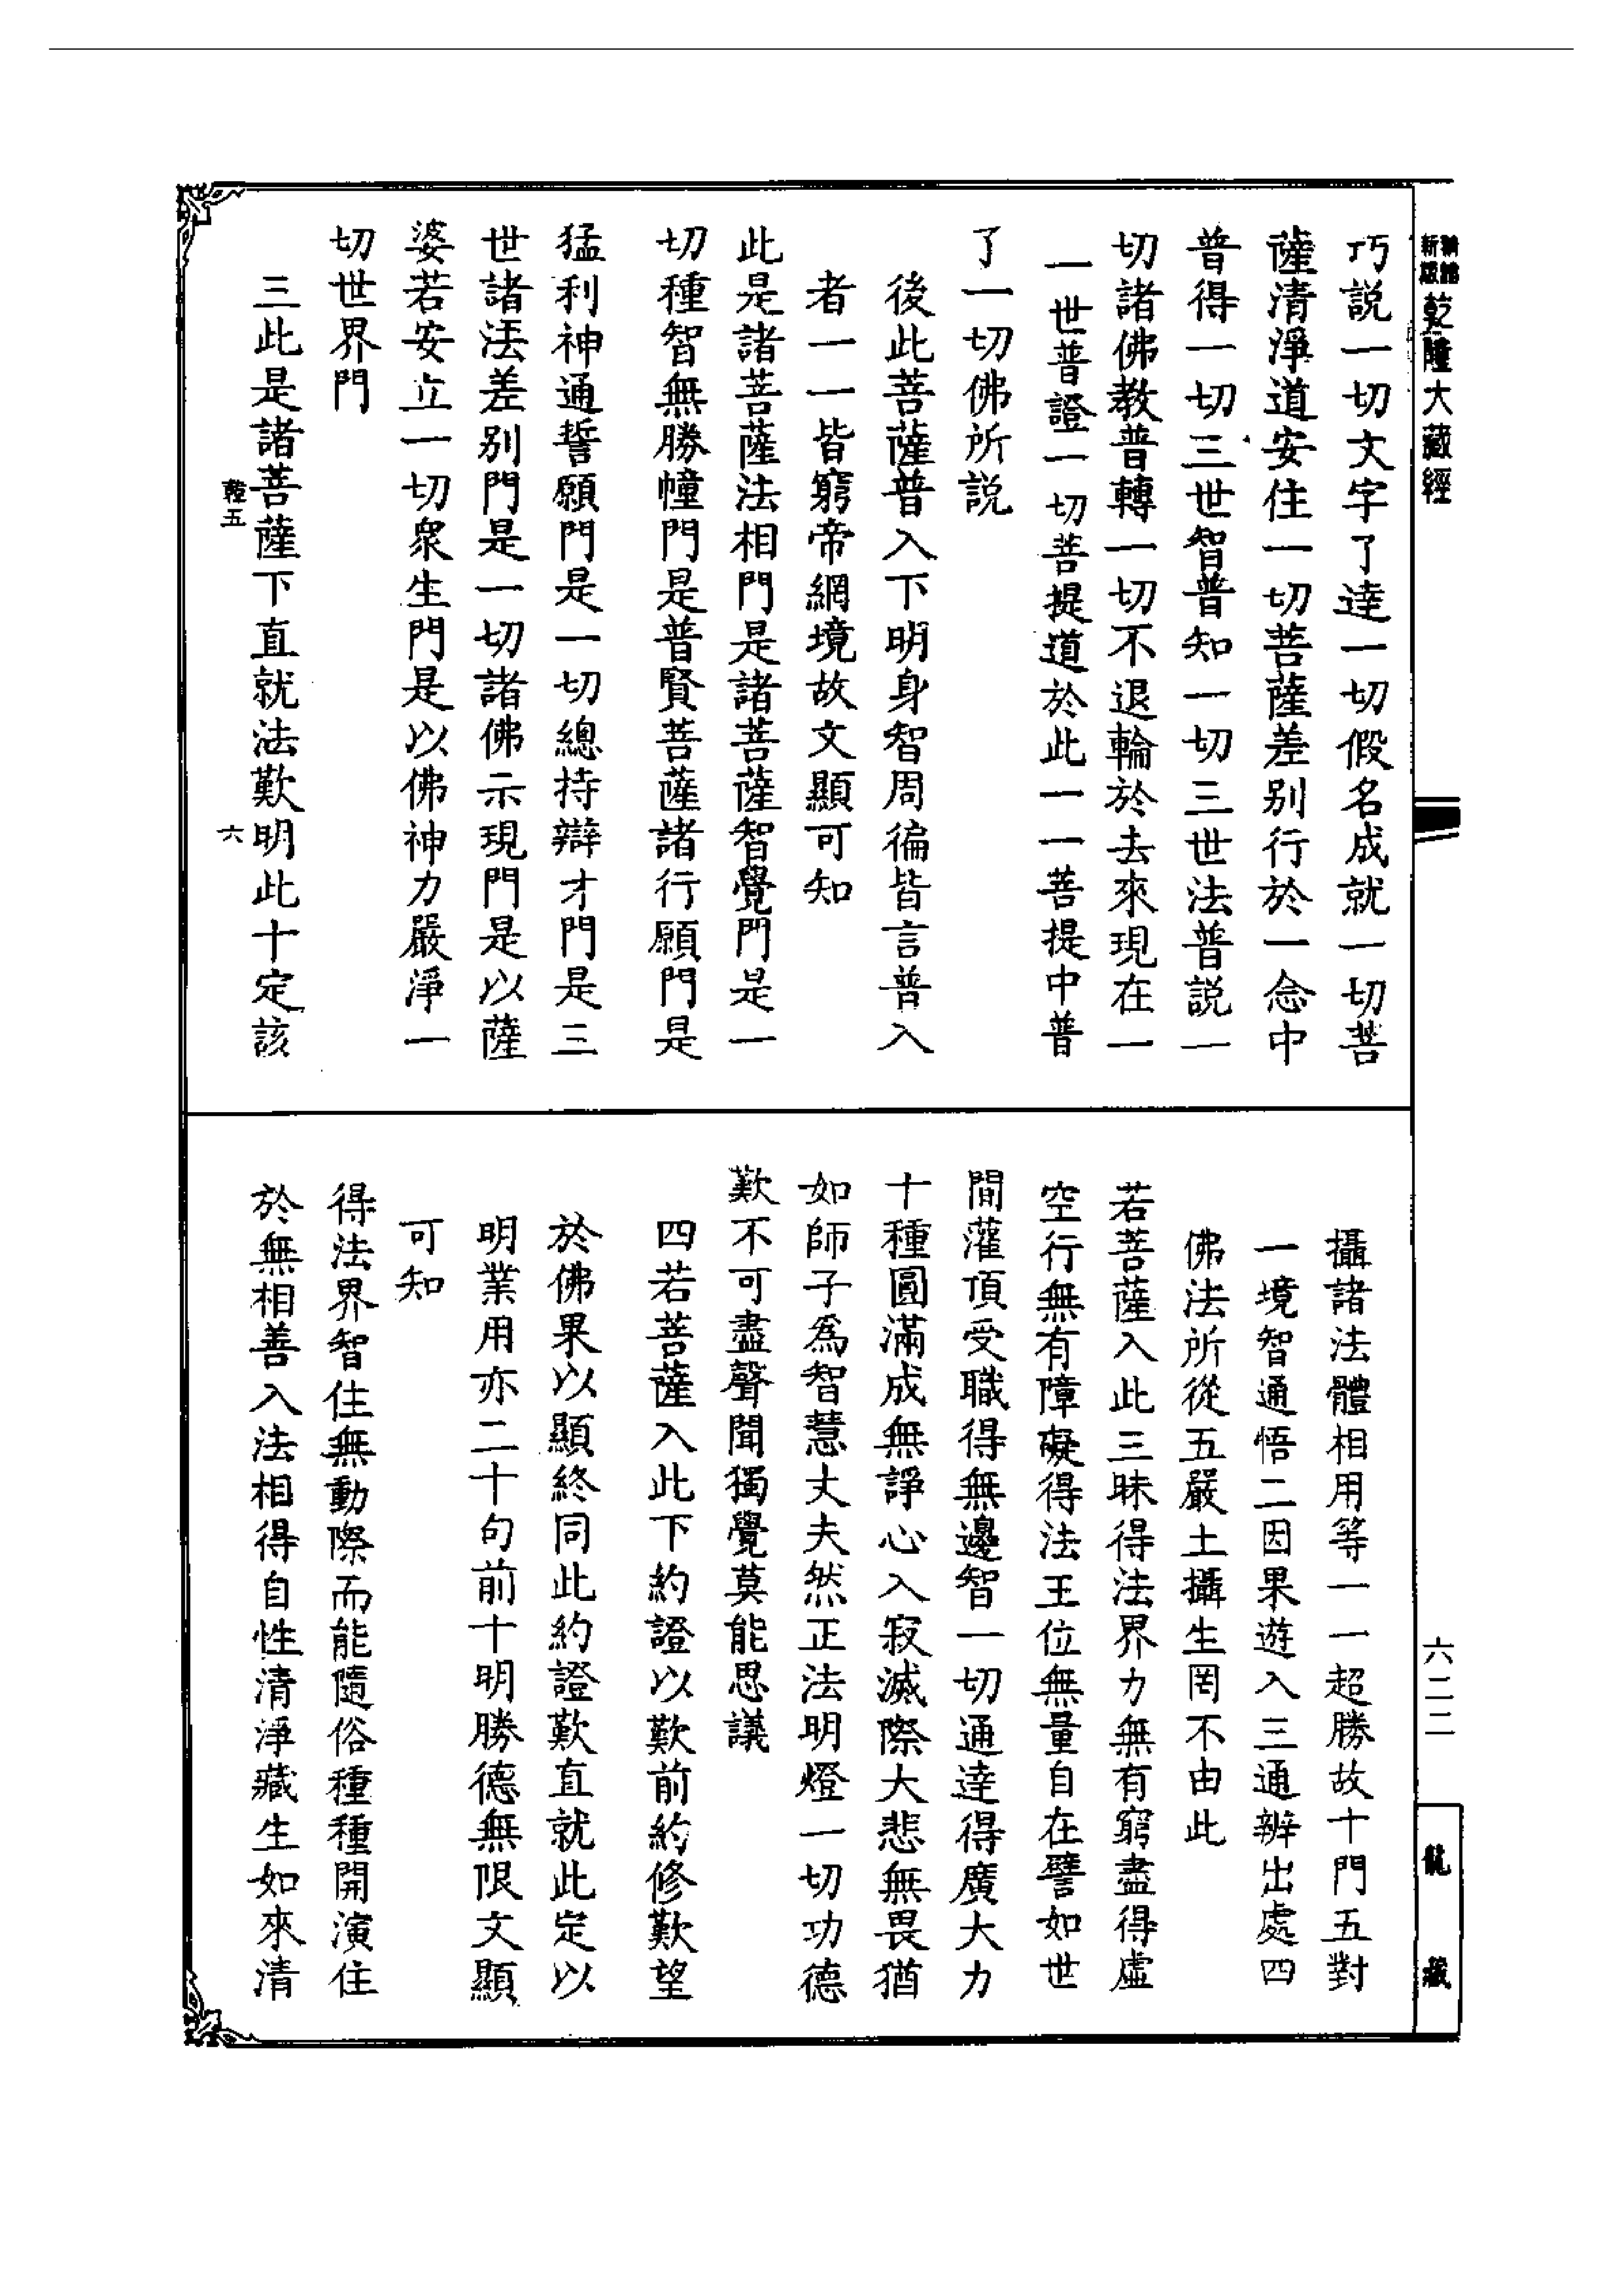 乾隆大藏經
巧說一切文字了達一切假名成就一切菩
薩清淨道安住一切菩薩差别行於一念中
普得一切三世智普知一切三世法普說一
切諸佛教普轉一切不退輪於去來現在一
一世普證一切菩提道於此一一菩提中普
了一切佛所說
後此菩薩普入下明身智周徧皆言普入
者一一皆窮帝網境故文顯可知
此是諸菩薩法相門是諸菩薩智覺門是一
切種智無勝幢門是普賢菩薩諸行願門是
猛利神通誓願門是一切總持辯才門是三
世諸法差别門是一切諸佛示現門是以薩
婆若安立一切衆生門是以佛神力嚴淨一
切世界門
三此是諸菩薩下直就法歎明此十定該
六
攝諸法體相用等一一超勝故十門五對
一境智通悟二因果遊入三通辨出處四
佛法所從五嚴土攝生罔不由此
若菩薩入此三昧得法界力無有窮盡得虛
空行無有障礙得法王位無量自在譬如世
間灌頂受職得無邊智一切通達得廣大力
十種圓滿成無諍心入寂滅際大悲無畏猶
如師子爲智慧丈夫然正法明燈一切功德
歎不可盡聲聞獨覺莫能思議
四若菩薩入此下約證以歎前約修歎望
於佛果以顯終同此約證歎直就此定以
明業用亦二十句前十明勝德無限文顯
可知
得法界智住無動際而能隨俗種種開演住
於無相善入法相得自性清淨藏生如來清
六二二
龍藏